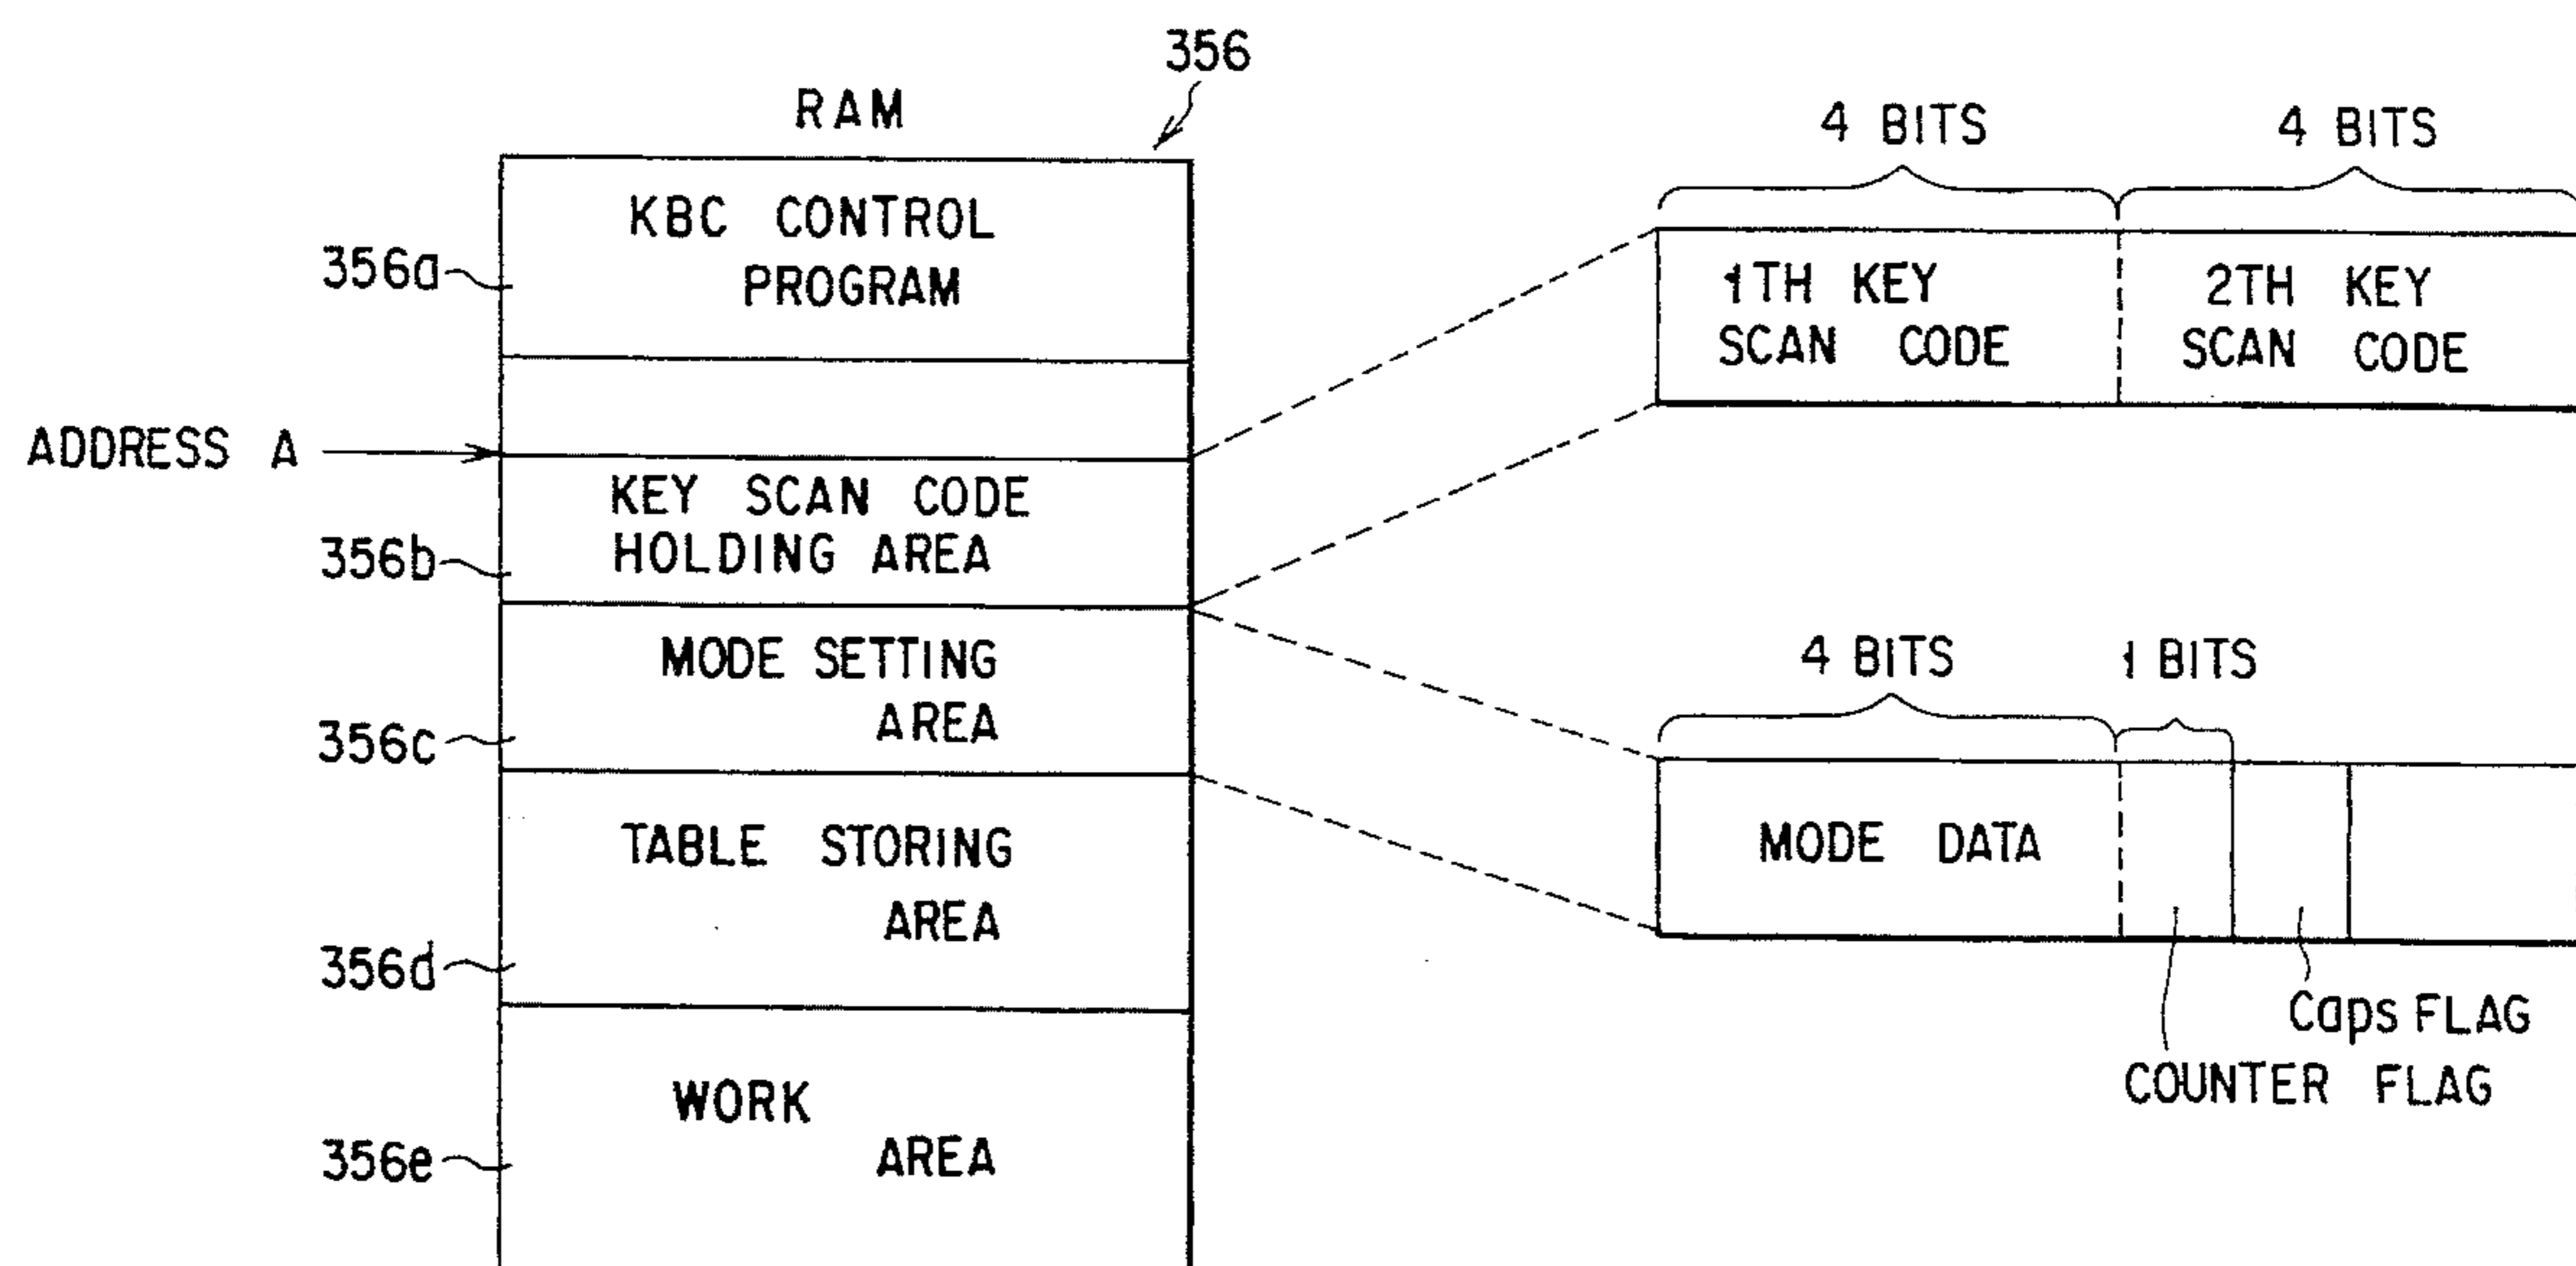 356
RAM
KBC CONTROL
PROGRAM
356a
ADDRESS A
KEY SCAN CODE
HOLDING AREA
356b
MODE SETTING
AREA
356c
TABLE STORING
AREA
356d
WORK
AREA
356e
4 BITS
4 BITS
1TH KEY
SCAN CODE
2TH KEY
SCAN CODE
4 BITS
1 BITS
MODE DATA
Caps FLAG
COUNTER FLAG